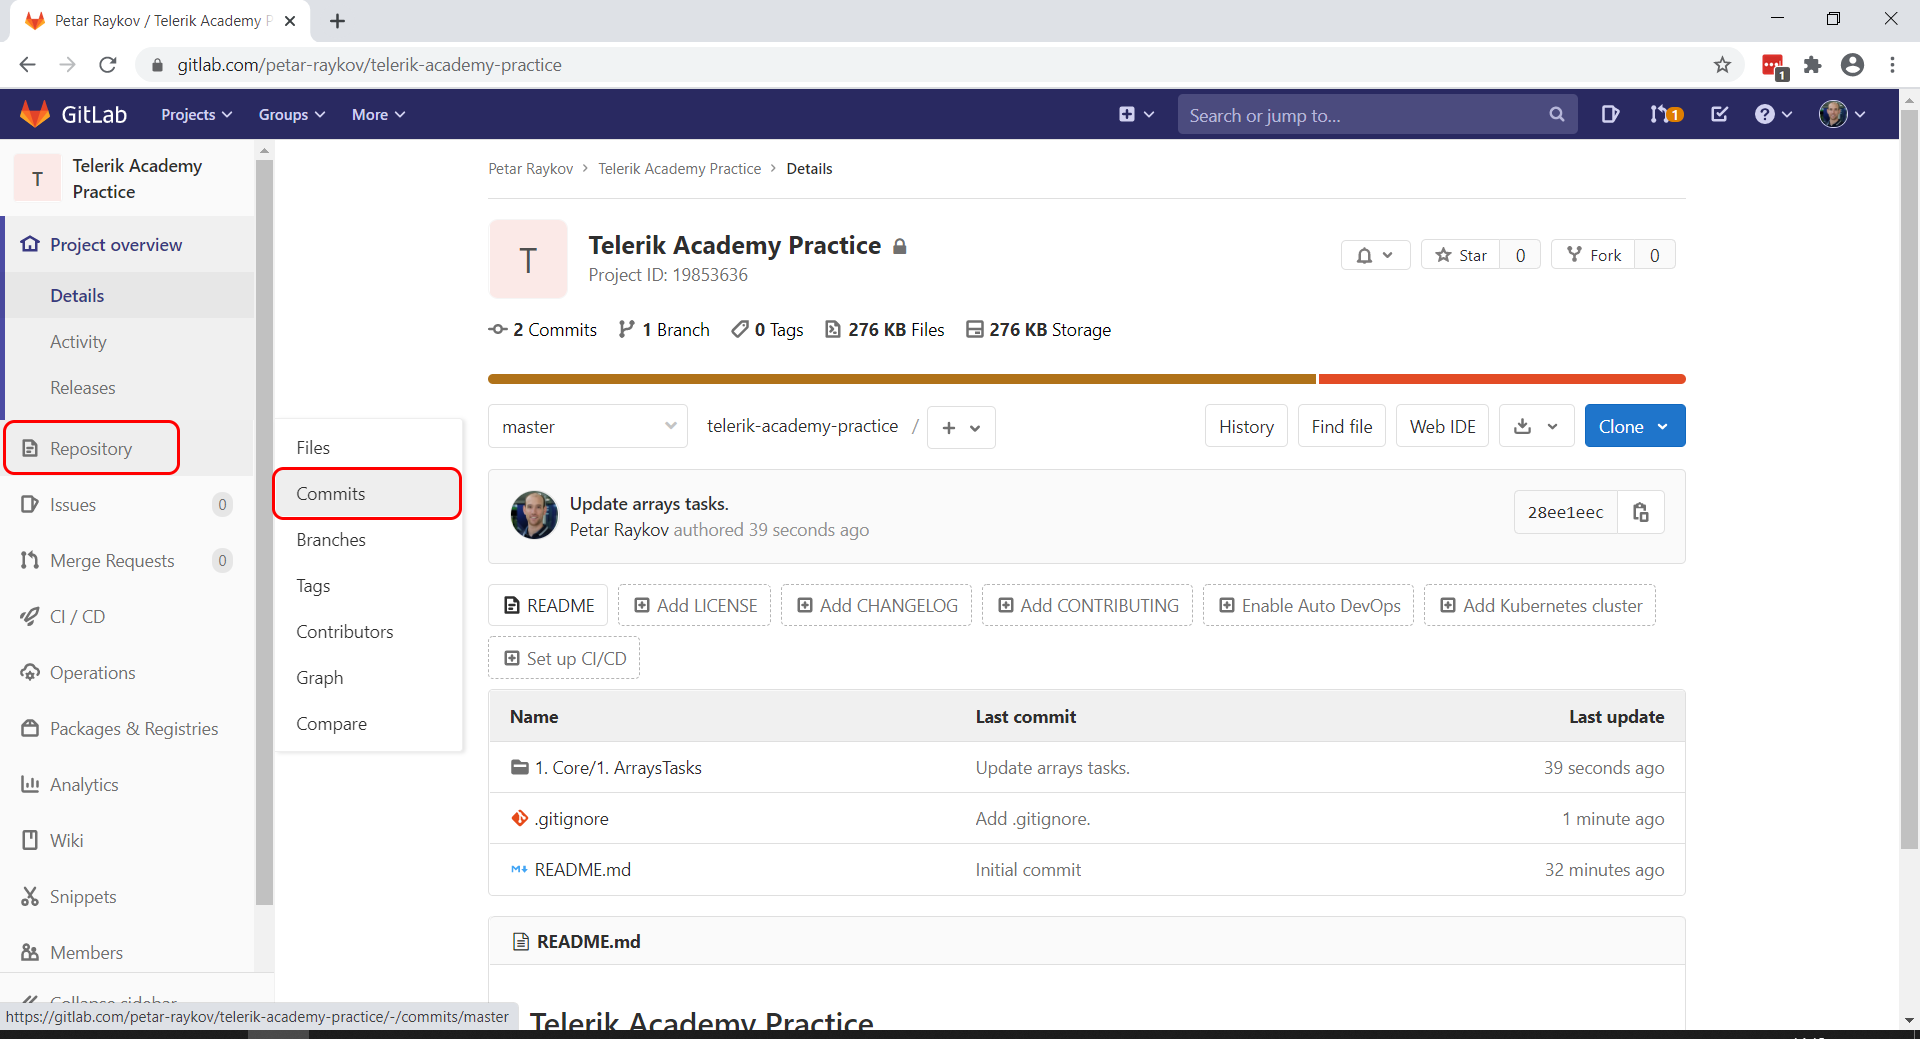 Petar Raykov / Telerik Academy P
gitlab.com/petar-raykov/telerik-academy-practice
1
GitLab Projects Groups More Search or jump to... 1
T Telerik Academy Practice
Project overview
Details
Activity
Releases
Repository
Issues 0
Merge Requests 0
CI / CD
Operations
Packages & Registries
Analytics
Wiki
Snippets
Members
Collapse sidebar
Files
Commits
Branches
Tags
Contributors
Graph
Compare
Petar Raykov > Telerik Academy Practice > Details
T
Telerik Academy Practice
Project ID: 19853636
Star 0 Fork 0
2 Commits 1 Branch 0 Tags 276 KB Files 276 KB Storage
master telerik-academy-practice / + History Find file Web IDE Clone
Update arrays tasks.
Petar Raykov authored 39 seconds ago
28ee1eec
README Add LICENSE Add CHANGELOG Add CONTRIBUTING Enable Auto DevOps Add Kubernetes cluster
Set up CI/CD
Name Last commit Last update
1. Core/1. ArraysTasks Update arrays tasks. 39 seconds ago
.gitignore Add .gitignore. 1 minute ago
README.md Initial commit 32 minutes ago
README.md
Telerik Academy Practice
https://gitlab.com/petar-raykov/telerik-academy-practice/-/commits/master